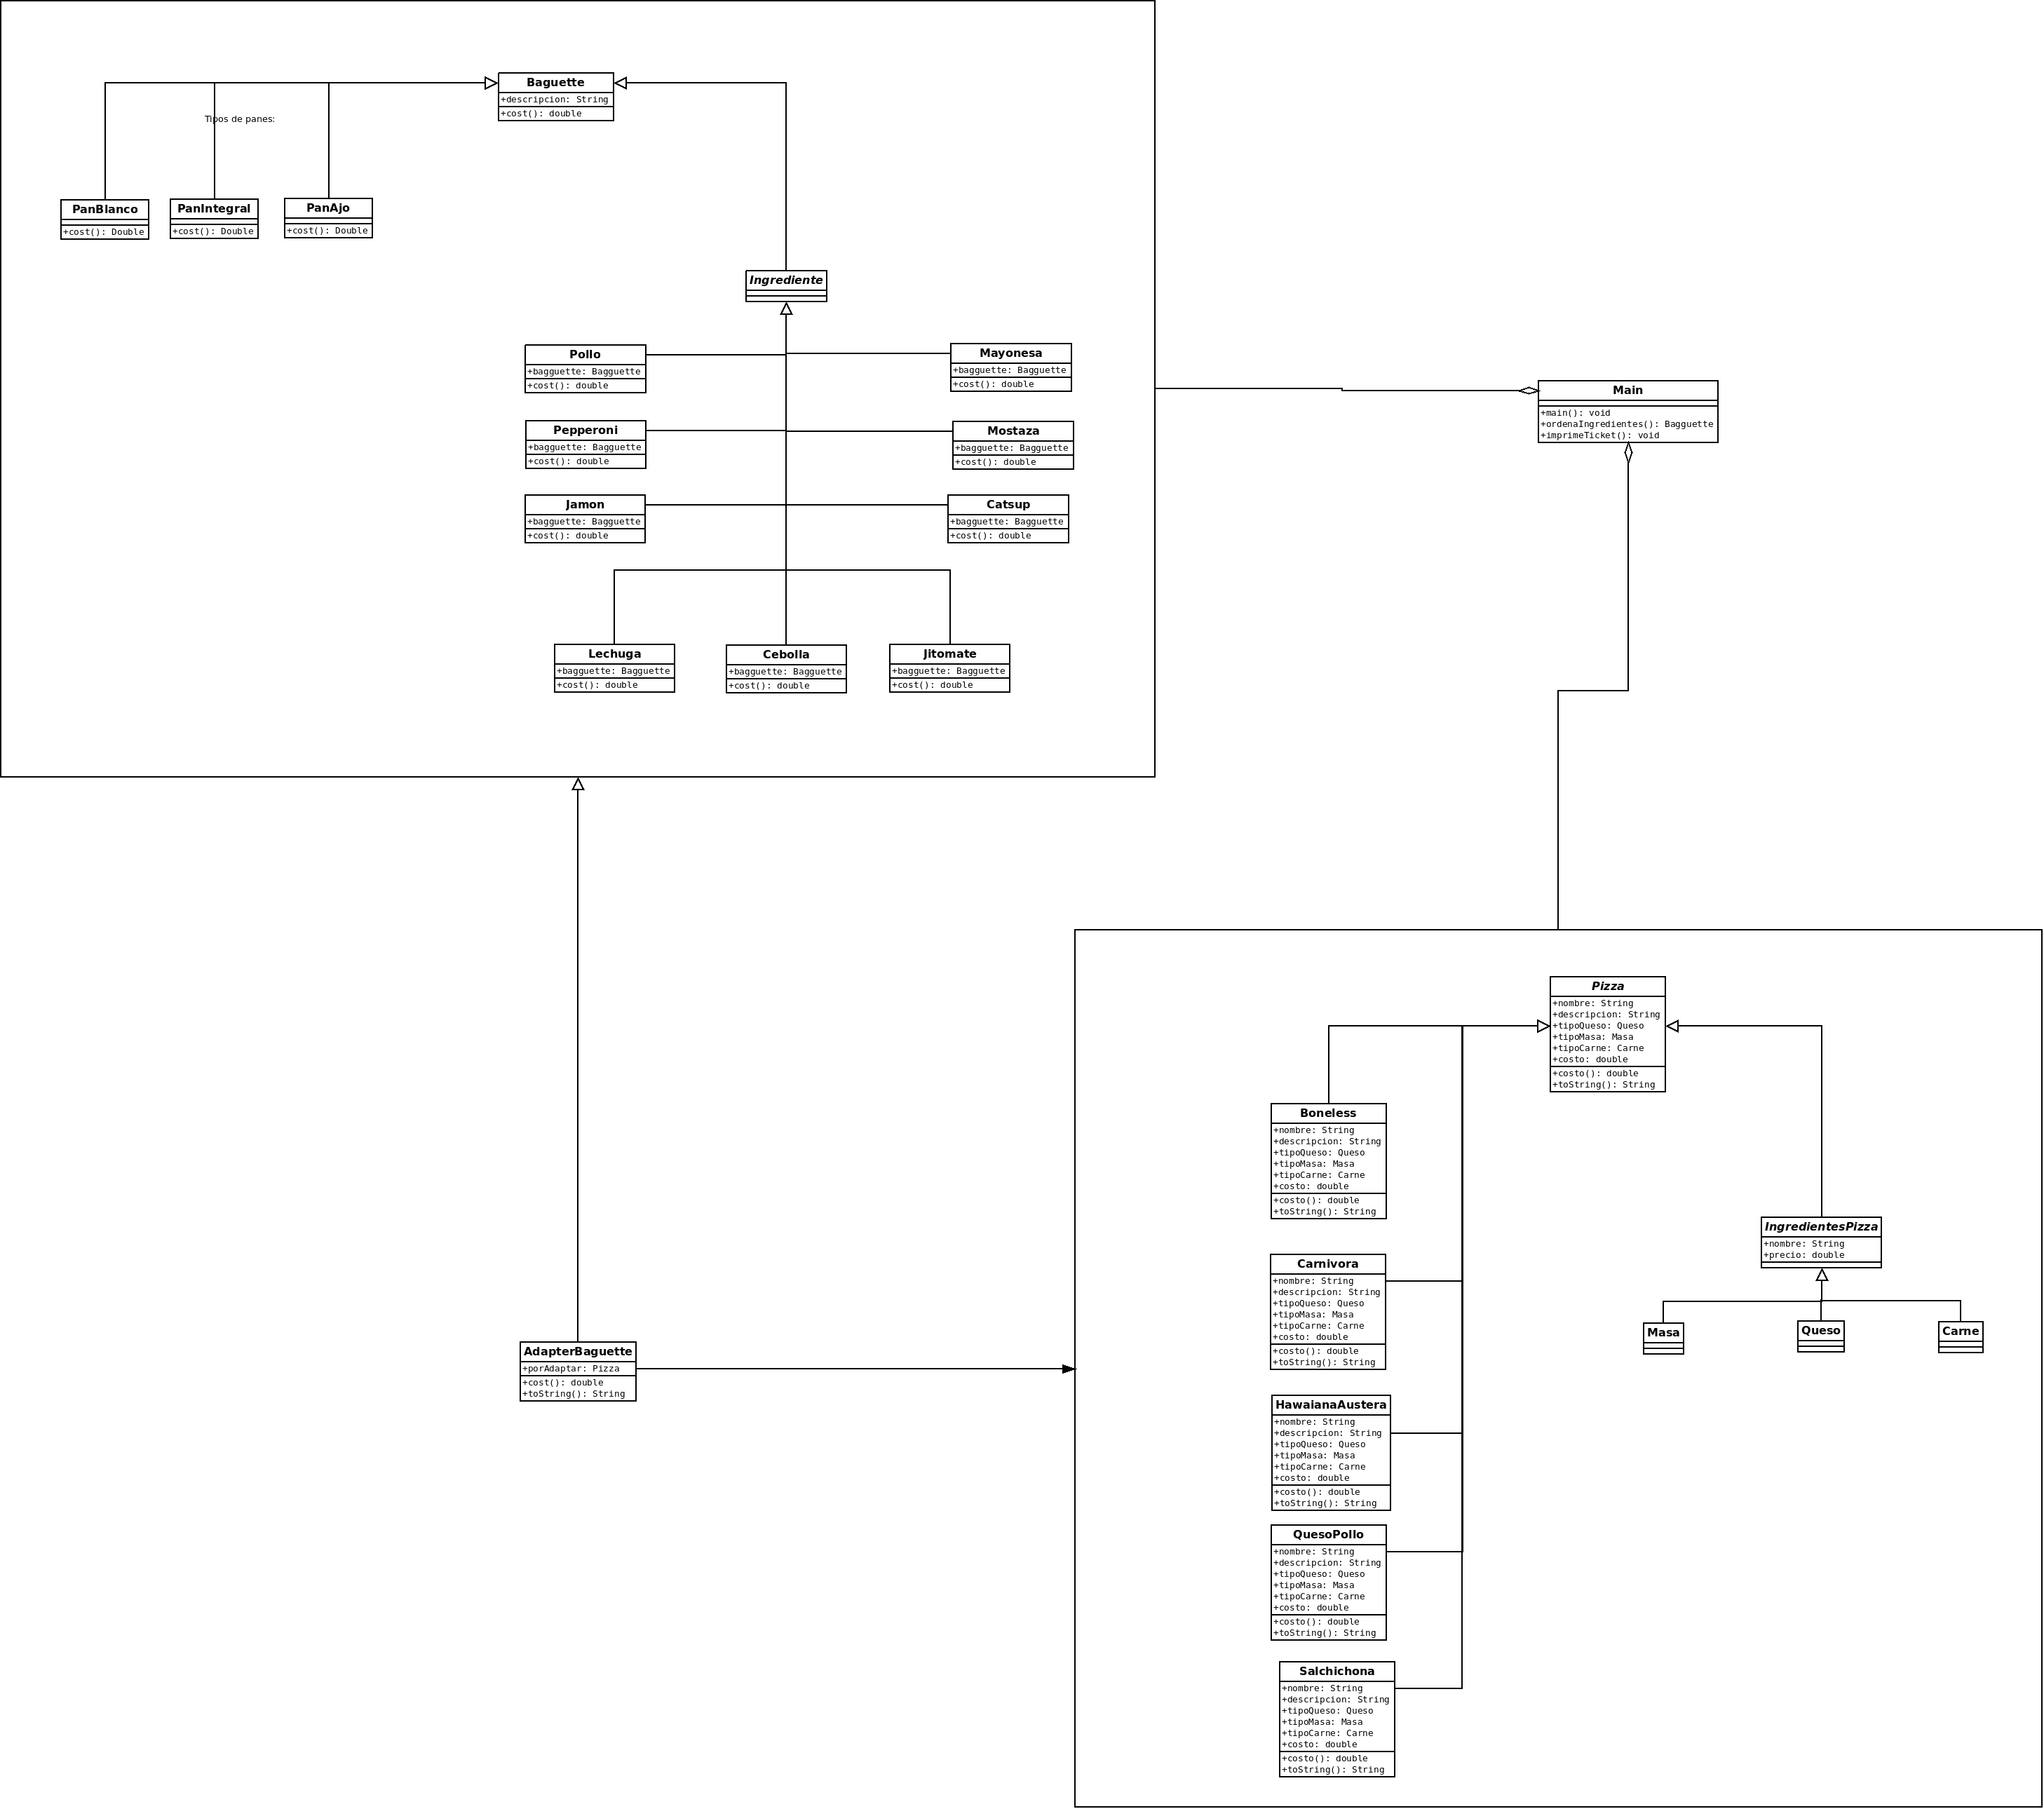 Baguette
+descripcion: String
+cost(): double
Tipos de panes:
PanBlanco
+cost(): Double
PanIntegral
+cost(): Double
PanAjo
+cost(): Double
Ingrediente
Pollo
+bagguette: Bagguette
+cost(): double
Mayonesa
+bagguette: Bagguette
+cost(): double
Pepperoni
+bagguette: Bagguette
+cost(): double
Mostaza
+bagguette: Bagguette
+cost(): double
Jamon
+bagguette: Bagguette
+cost(): double
Catsup
+bagguette: Bagguette
+cost(): double
Lechuga
+bagguette: Bagguette
+cost(): double
Cebolla
+bagguette: Bagguette
+cost(): double
Jitomate
+bagguette: Bagguette
+cost(): double
Main
+main(): void
+ordenaIngredientes(): Bagguette
+imprimeTicket(): void
Pizza
+nombre: String
+descripcion: String
+tipoQueso: Queso
+tipoMasa: Masa
+tipoCarne: Carne
+costo: double
+costo(): double
+toString(): String
Boneless
+nombre: String
+descripcion: String
+tipoQueso: Queso
+tipoMasa: Masa
+tipoCarne: Carne
+costo: double
+costo(): double
+toString(): String
IngredientesPizza
+nombre: String
+precio: double
Carnivora
+nombre: String
+descripcion: String
+tipoQueso: Queso
+tipoMasa: Masa
+tipoCarne: Carne
+costo: double
+costo(): double
+toString(): String
Masa
Queso
Carne
AdapterBaguette
+porAdaptar: Pizza
+cost(): double
+toString(): String
HawaianaAustera
+nombre: String
+descripcion: String
+tipoQueso: Queso
+tipoMasa: Masa
+tipoCarne: Carne
+costo: double
+costo(): double
+toString(): String
QuesoPollo
+nombre: String
+descripcion: String
+tipoQueso: Queso
+tipoMasa: Masa
+tipoCarne: Carne
+costo: double
+costo(): double
+toString(): String
Salchichona
+nombre: String
+descripcion: String
+tipoQueso: Queso
+tipoMasa: Masa
+tipoCarne: Carne
+costo: double
+costo(): double
+toString(): String